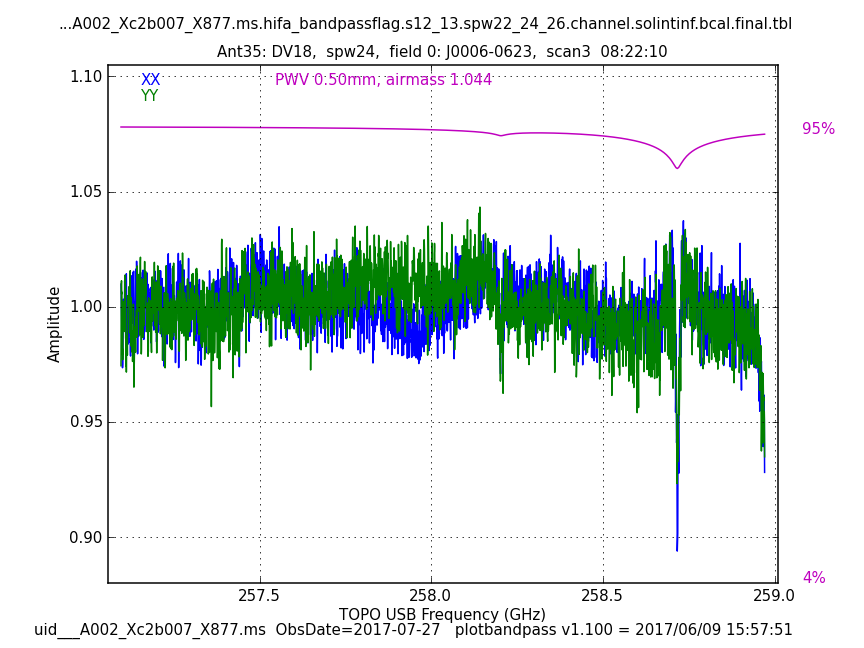 ...A002_Xc2b007_X877.ms.hifa_bandpassflag.s12_13.spw22_24_26.channel.solintinf.bcal.final.tbl
Ant35: DV18,  spw24,  field 0: J0006-0623,  scan3  08:22:10
XX
YY
PWV 0.50mm, airmass 1.044
95%
4%
1.10
1.05
1.00
0.95
0.90
Amplitude
257.5
258.0
258.5
259.0
TOPO USB Frequency (GHz)
uid___A002_Xc2b007_X877.ms  ObsDate=2017-07-27   plotbandpass v1.100 = 2017/06/09 15:57:51